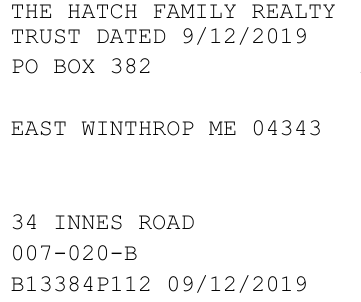 THE HATCH FAMILY REALTY
TRUST DATED 9/12/2019
PO BOX 382
EAST WINTHROP ME 04343
34 INNES ROAD
007-020-B
B13384P112 09/12/2019